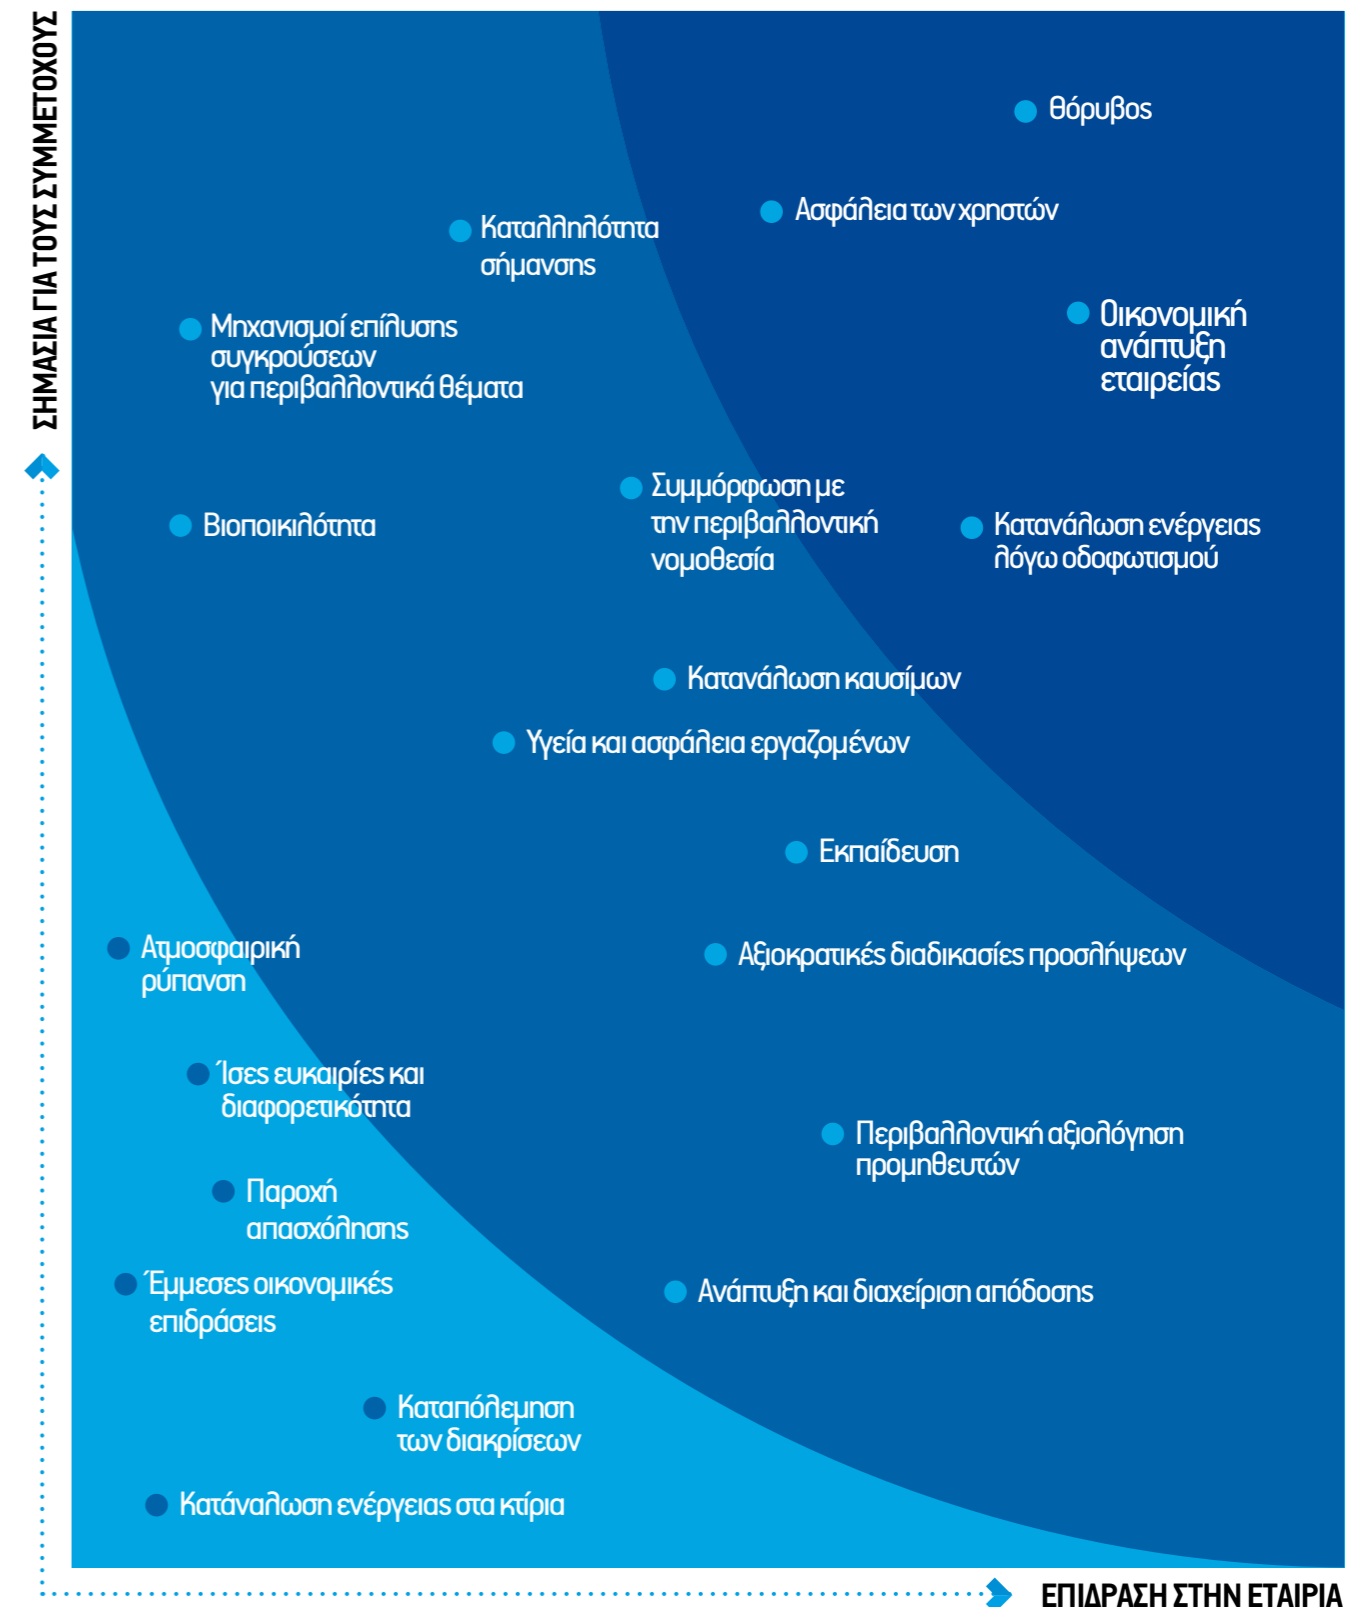 ΣΗΜΑΣΙΑ ΓΙΑ ΤΟΥΣ ΣΥΜΜΕΤΟΧΟΥΣ
Θόρυβος
Ασφάλεια των χρηστών
Καταλληλότητα
σήμανσης
Οικονομική
ανάπτυξη
εταιρείας
Μηχανισμοί επίλυσης
συγκρούσεων
για περιβαλλοντικά θέματα
Συμμόρφωση με
την περιβαλλοντική
νομοθεσία
Βιοποικιλότητα
Κατανάλωση ενέργειας
λόγω οδοφωτισμού
Κατανάλωση καυσίμων
Υγεία και ασφάλεια εργαζομένων
Εκπαίδευση
Ατμοσφαιρική
ρύπανση
Αξιοκρατικές διαδικασίες προσλήψεων
Ίσες ευκαιρίες και
διαφορετικότητα
Περιβαλλοντική αξιολόγηση
προμηθευτών
Παροχή
απασχόλησης
Έμμεσες οικονομικές
επιδράσεις
Ανάπτυξη και διαχείριση απόδοσης
Καταπόλεμηση
των διακρίσεων
Κατάναλωση ενέργειας στα κτίρια
ΕΠΙΔΡΑΣΗ ΣΤΗΝ ΕΤΑΙΡΙΑ